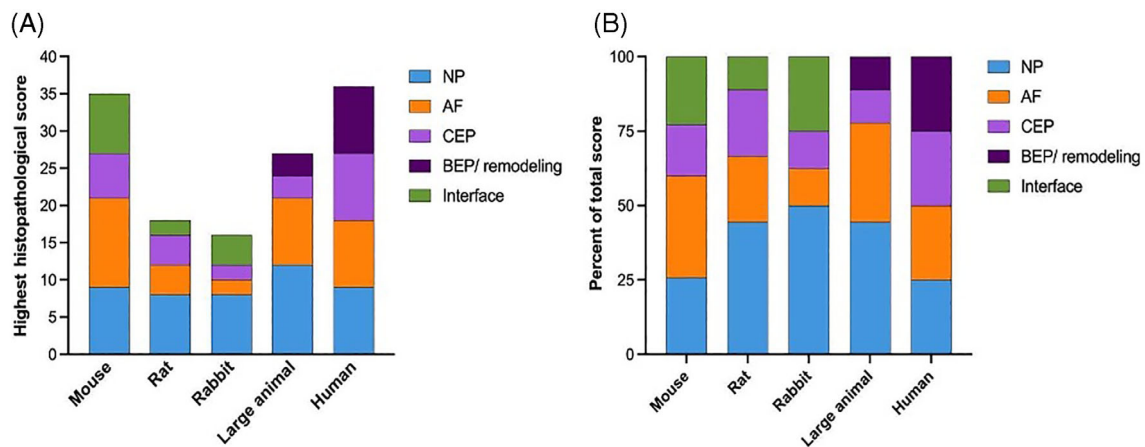 (A)
Highest histopathological score
40
35
30
25
20
15
10
5
0
Mouse
Rat
Rabbit
Large animal
Human
NP
AF
CEP
BEP/ remodeling
Interface
(B)
Percent of total score
100
75
50
25
0
Mouse
Rat
Rabbit
Large animal
Human
NP
AF
CEP
BEP/ remodeling
Interface